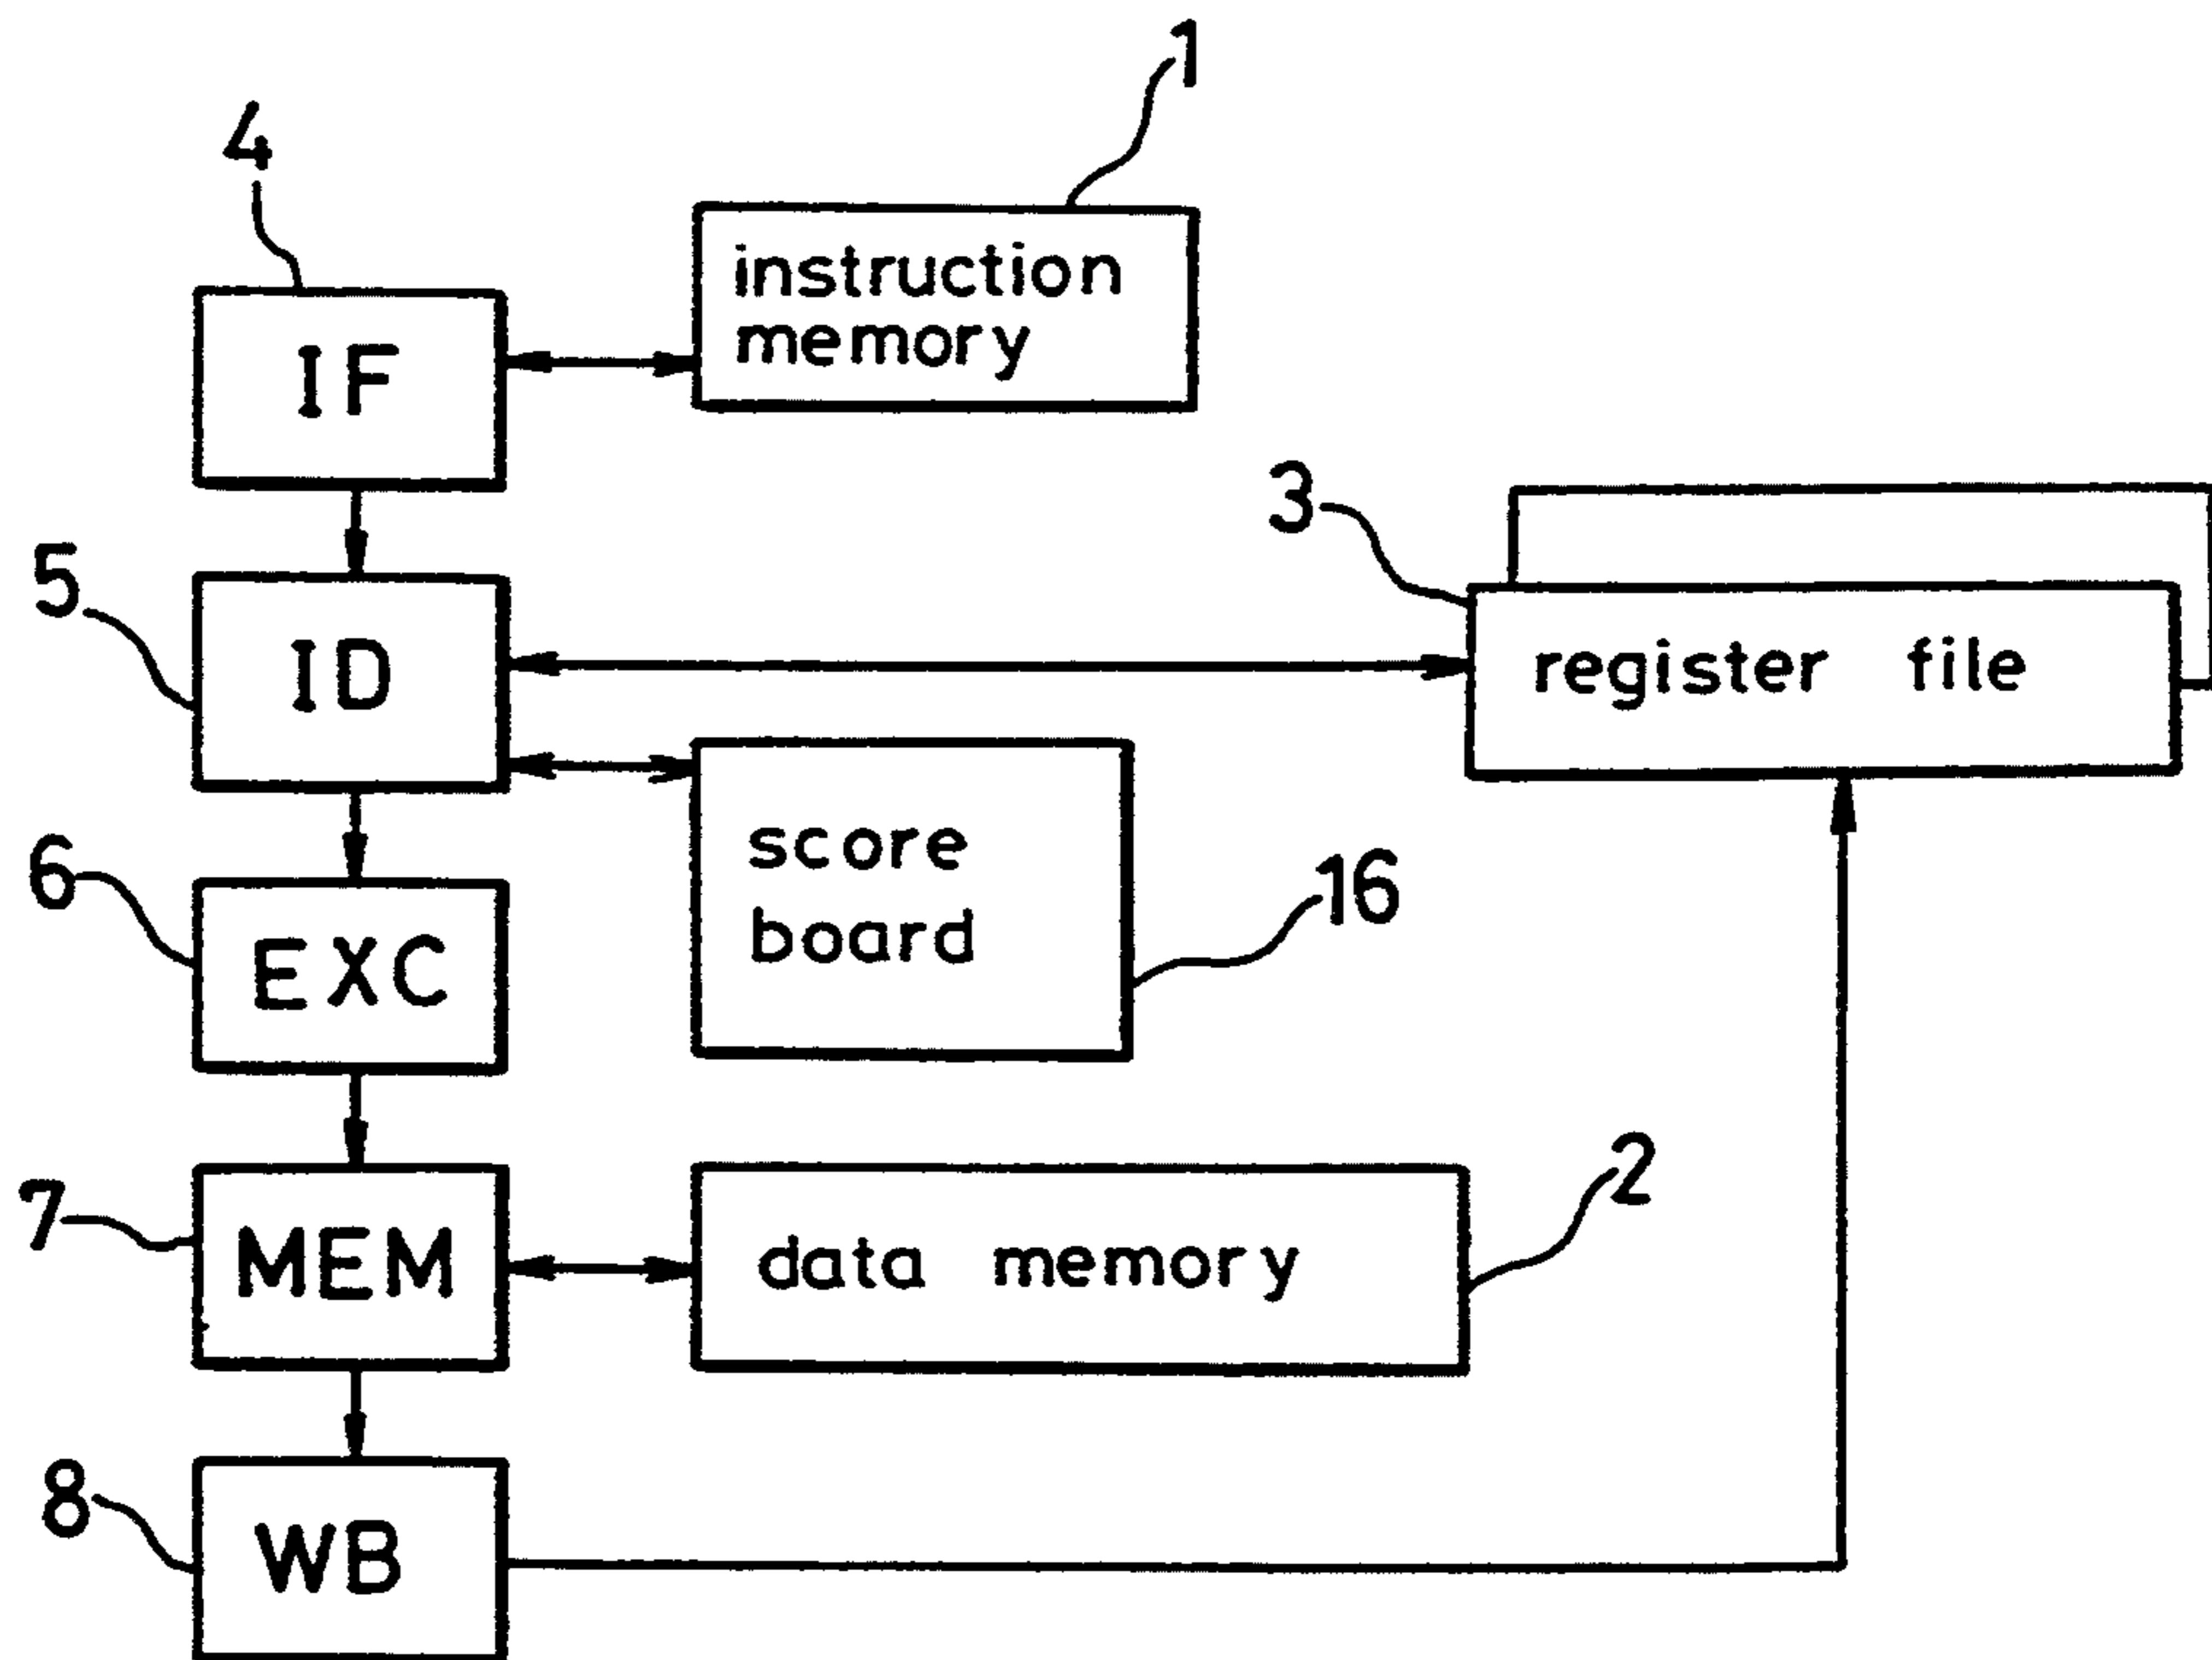 1
4
instruction
memory
IF
3
5
ID
register file
score
board
6
16
EXC
2
7
MEM
data memory
8
WB